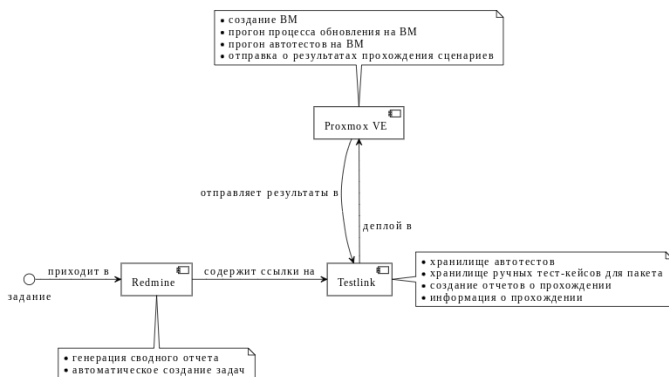 • создание ВМ
• прогон процесса обновления на ВМ
• прогон автотестов на ВМ
• отправка о результатах прохождения сценариев
Proxmox VE
отправляет результаты в
деплой в
• хранилище автотестов
• хранилище ручных тест-кейсов для пакета
• создание отчетов о прохождении
• информация о прохождении
приходит в
содержит ссылки на
Redmine
Testlink
задание
• генерация сводного отчета
• автоматическое создание задач